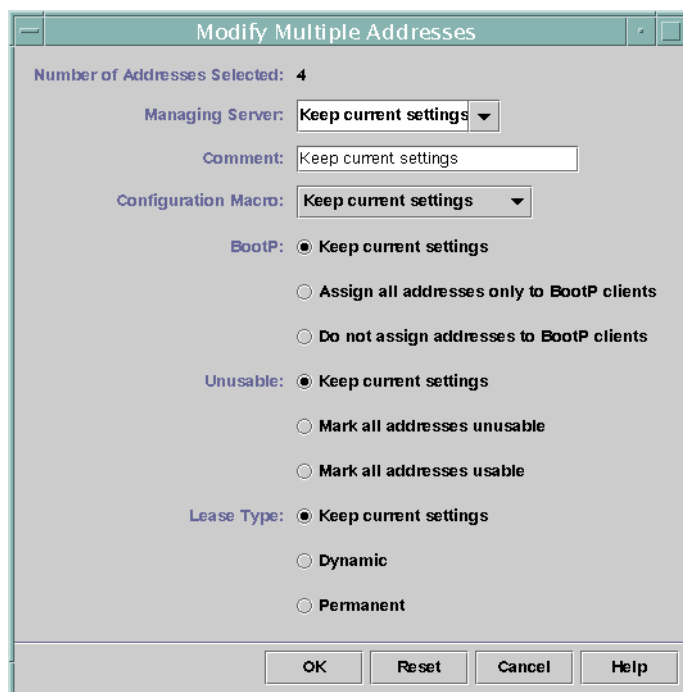 Modify Multiple Addresses
Number of Addresses Selected: 4
Managing Server: Keep current settings
Comment: Keep current settings
Configuration Macro: Keep current settings
BootP: Keep current settings
Assign all addresses only to BootP clients
Do not assign addresses to BootP clients
Unusable: Keep current settings
Mark all addresses unusable
Mark all addresses usable
Lease Type: Keep current settings
Dynamic
Permanent
OK Reset Cancel Help